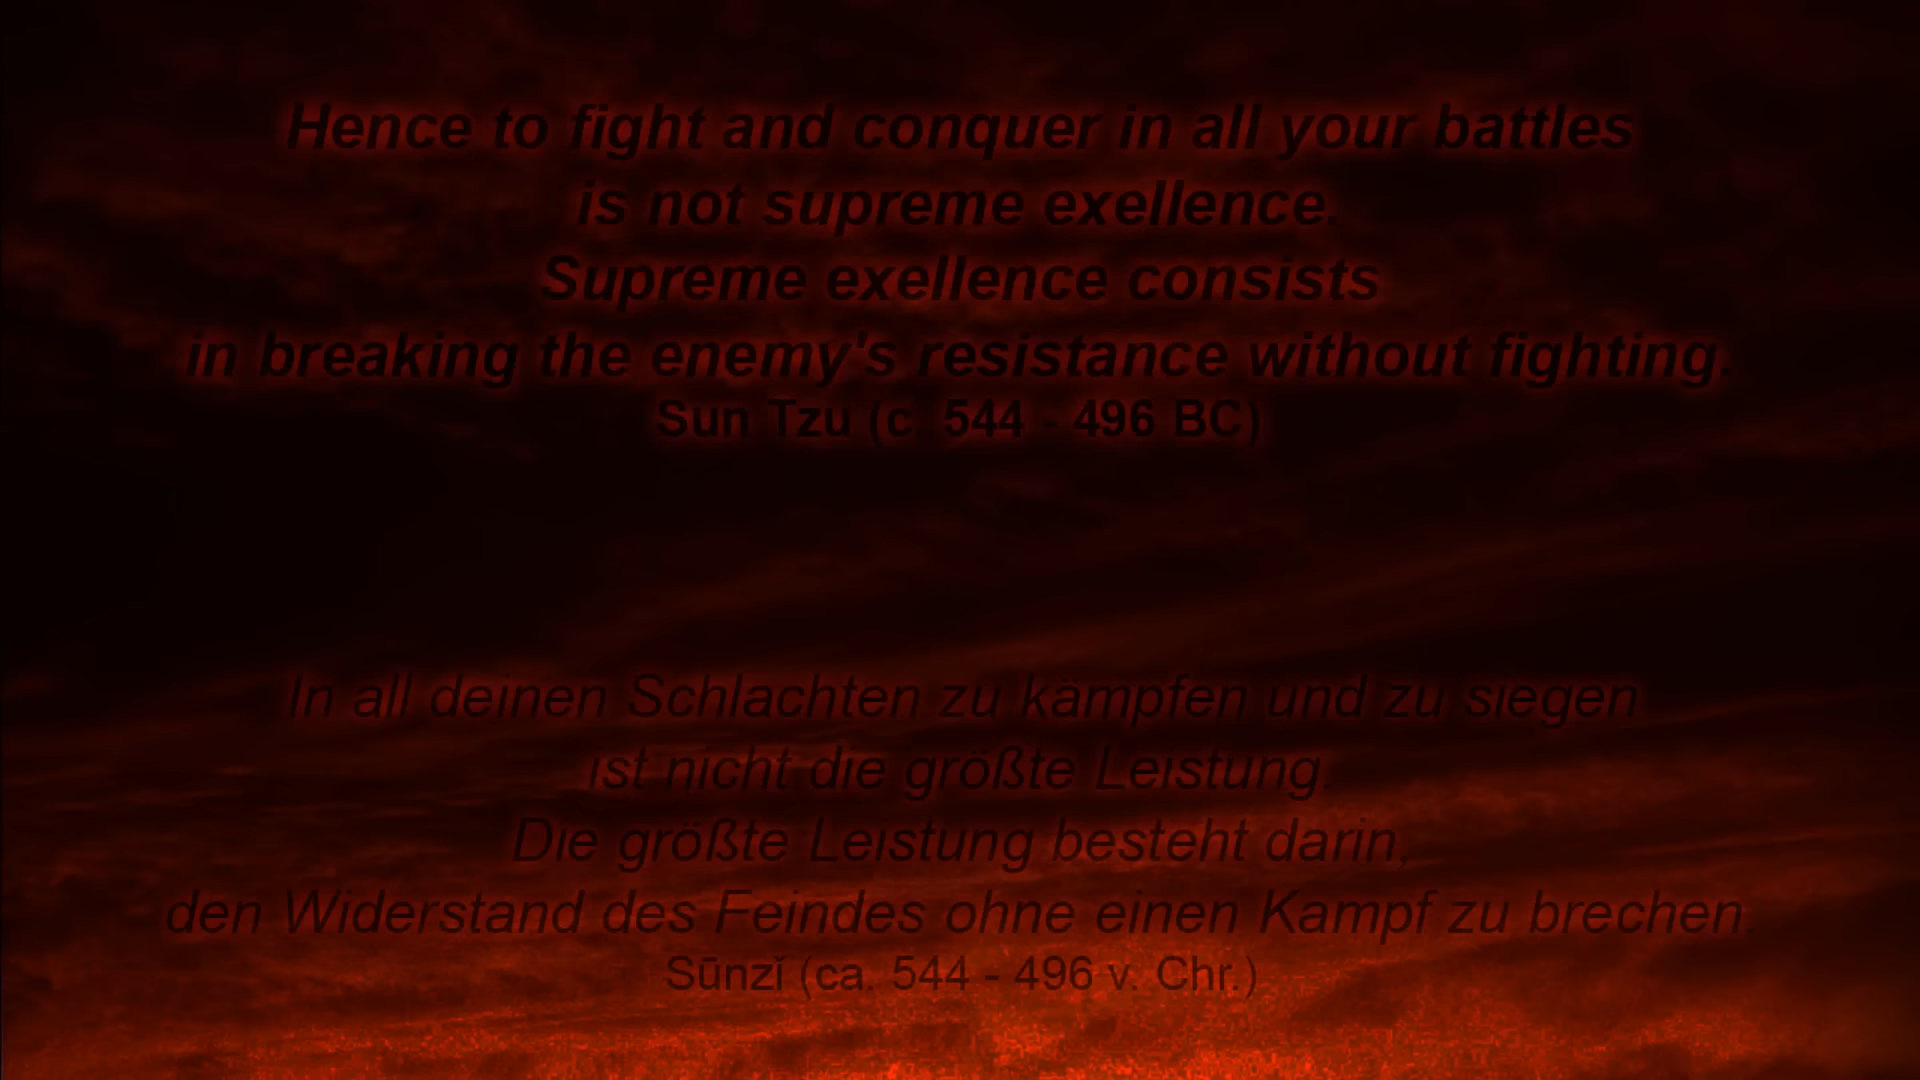 Hence to fight and conquer in all your battles
is not supreme exellence.
Supreme exellence consists
in breaking the enemy's resistance without fighting.
Sun Tzu (c. 544 - 496 BC)
In all deinen Schlachten zu kämpfen und zu siegen
ist nicht die größte Leistung.
Die größte Leistung besteht darin,
den Widerstand des Feindes ohne einen Kampf zu brechen.
Sūnzǐ (ca. 544 - 496 v. Chr.)